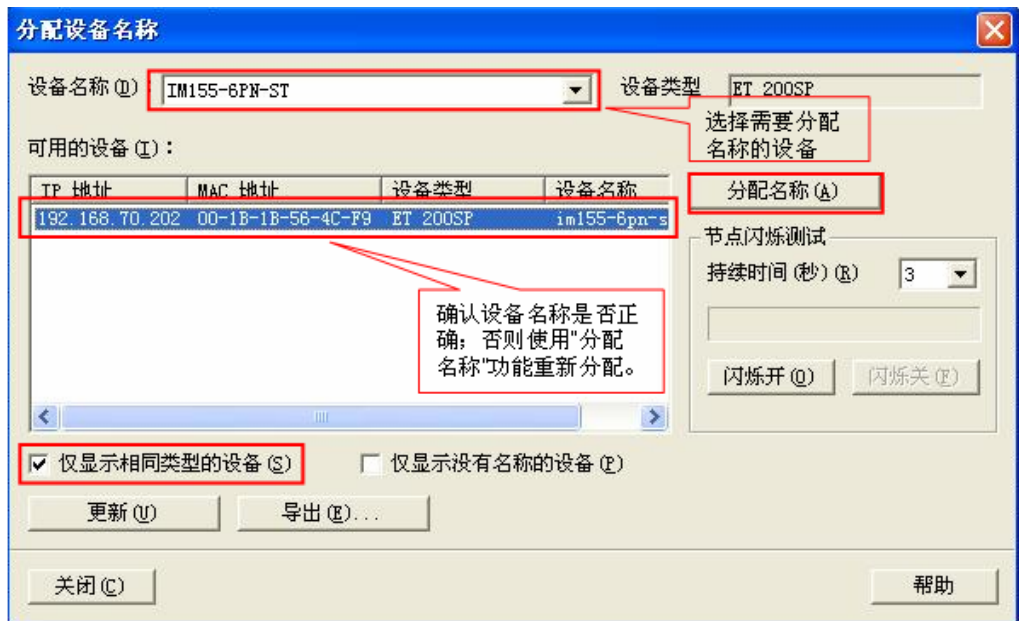 分配设备名称
设备名称(D): IM155-6PN-ST 设备类型 ET 200SP
选择需要分配
名称的设备
可用的设备(I):
IP 地址 MAC 地址 设备类型 设备名称
分配名称(A)
192.168.70.202 00-1B-1B-56-4C-F9 ET 200SP im155-6pn-s
节点闪烁测试
持续时间(秒)(R) 3
确认设备名称是否正
确；否则使用"分配
名称"功能重新分配。
闪烁开(O) 闪烁关(F)
仅显示相同类型的设备(S) 仅显示没有名称的设备(P)
更新(U) 导出(E)...
关闭(C) 帮助